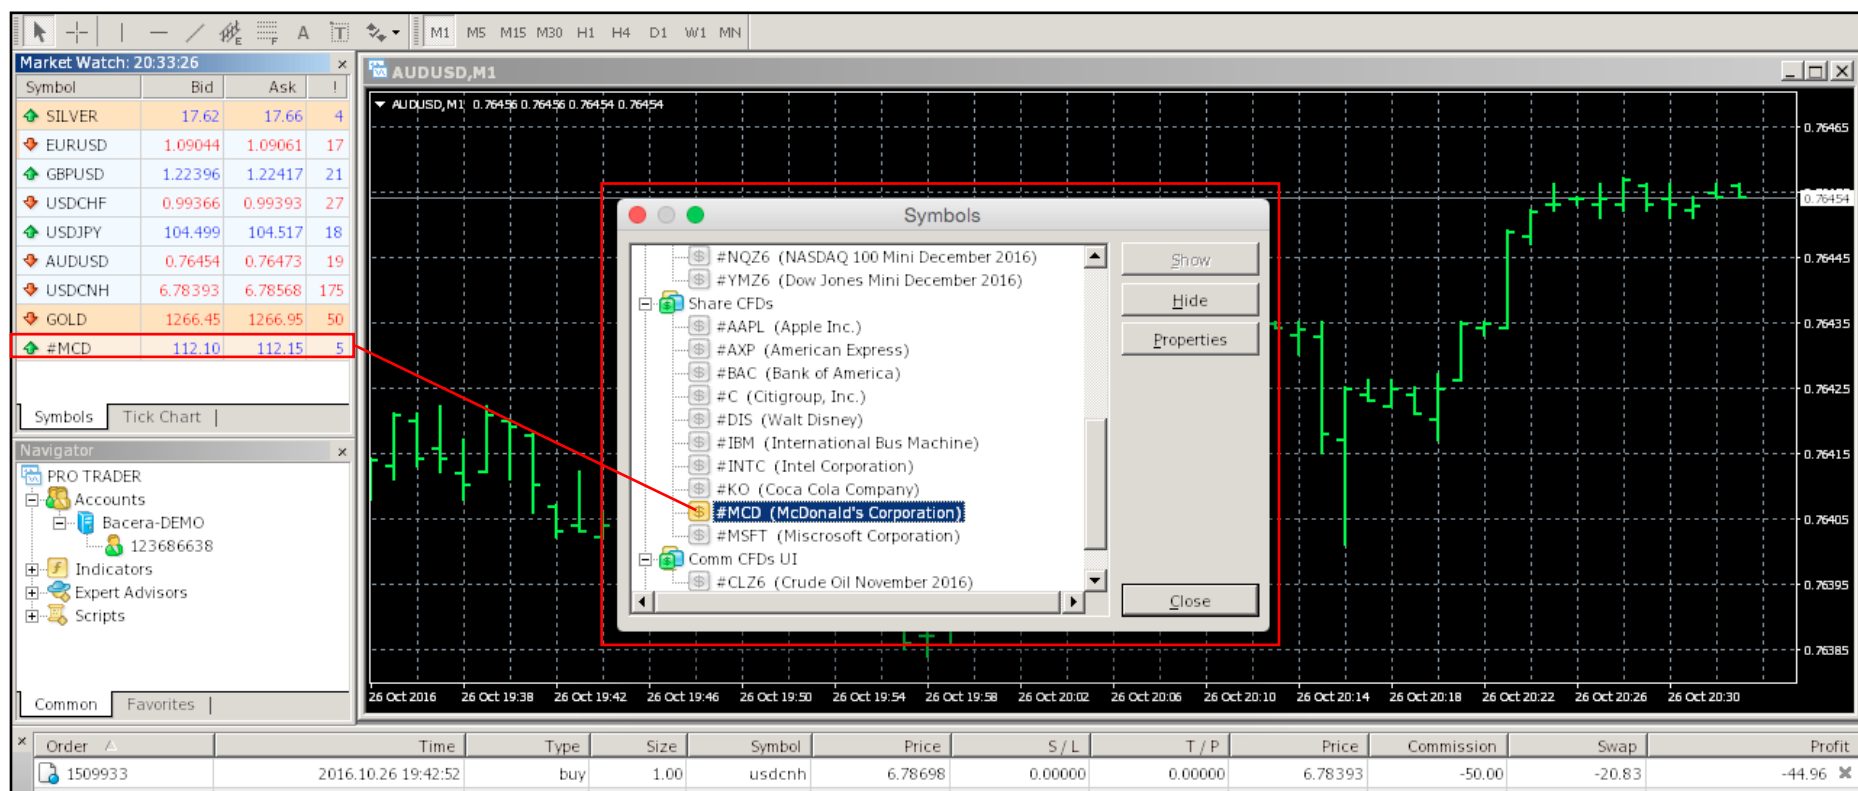 E F A T M1 M5 M15 M30 H1 H4 D1 W1 MN
Market Watch: 20:33:26
Symbol Bid Ask !
SILVER 17.62 17.66 4
EURUSD 1.09044 1.09061 17
GBPUSD 1.22396 1.22417 21
USDCHF 0.99366 0.99393 27
USDJPY 104.499 104.517 18
AUDUSD 0.76454 0.76473 19
USDCNH 6.78393 6.78568 175
GOLD 1266.45 1266.95 50
#MCD 112.10 112.15 5
Symbols Tick Chart
Navigator
PRO TRADER
Accounts
Bacera-DEMO
123686638
Indicators
Expert Advisors
Scripts
Common Favorites
AUDUSD,M1
AUDUSD,M1 0.76456 0.76456 0.76454 0.76454
0.76465
0.76454
0.76445
0.76435
0.76425
0.76415
0.76405
0.76395
0.76385
Symbols
#NQZ6 (NASDAQ 100 Mini December 2016)
#YMZ6 (Dow Jones Mini December 2016)
Share CFDs
#AAPL (Apple Inc.)
#AXP (American Express)
#BAC (Bank of America)
#C (Citigroup, Inc.)
#DIS (Walt Disney)
#IBM (International Bus Machine)
#INTC (Intel Corporation)
#KO (Coca Cola Company)
#MCD (McDonald's Corporation)
#MSFT (Miscrosoft Corporation)
Comm CFDs UI
#CLZ6 (Crude Oil November 2016)
Show
Hide
Properties
Close
26 Oct 2016 26 Oct 19:38 26 Oct 19:42 26 Oct 19:46 26 Oct 19:50 26 Oct 19:54 26 Oct 19:58 26 Oct 20:02 26 Oct 20:06 26 Oct 20:10 26 Oct 20:14 26 Oct 20:18 26 Oct 20:22 26 Oct 20:26 26 Oct 20:30
Order Time Type Size Symbol Price S / L T / P Price Commission Swap Profit
1509933 2016.10.26 19:42:52 buy 1.00 usdcnh 6.78698 0.00000 0.00000 6.78393 -50.00 -20.83 -44.96